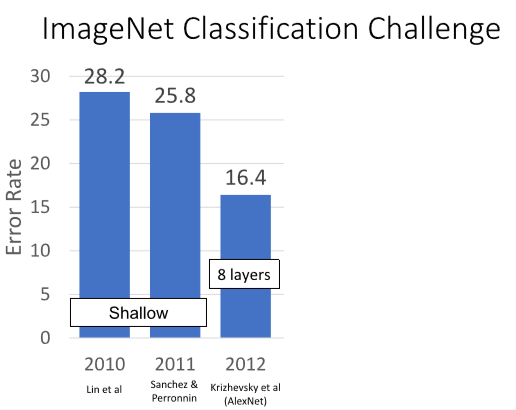 ImageNet Classification Challenge
Error Rate
30
25
20
15
10
5
0
28.2
25.8
16.4
8 layers
Shallow
2010
2011
2012
Lin et al
Sanchez &
Perronnin
Krizhevsky et al
(AlexNet)